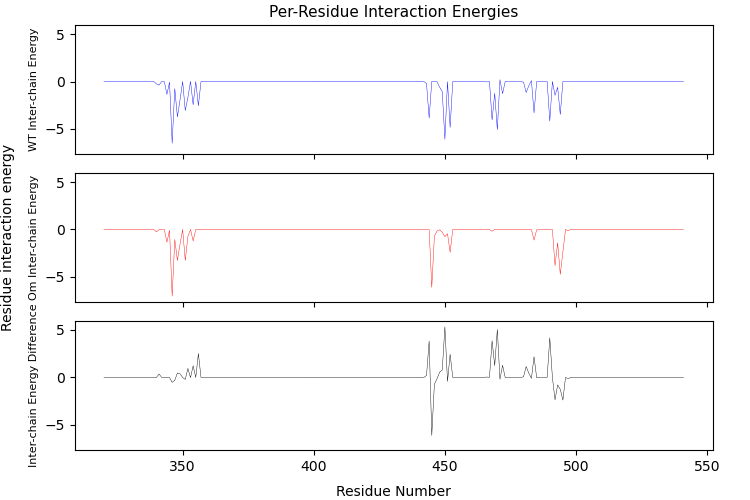 Per-Residue Interaction Energies
Residue interaction energy
WT Inter-chain Energy
5
0
−5
Om Inter-chain Energy
5
0
−5
Inter-chain Energy Difference
5
0
−5
350
400
450
500
550
Residue Number